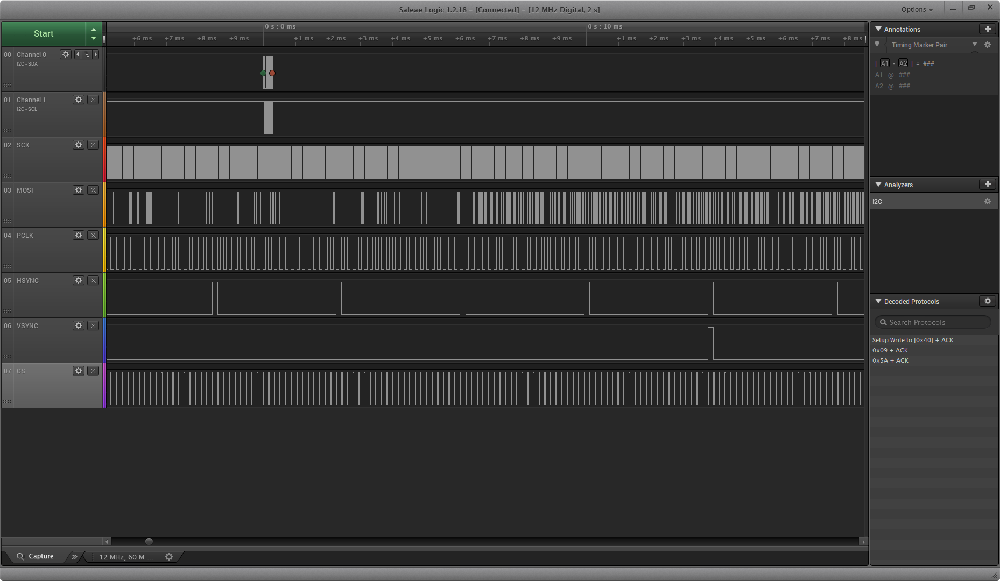 Saleae Logic 1.2.18 - [Connected] - [12 MHz Digital, 2 s]
Options
Start
0 s : 0 ms
0 s : 10 ms
+6 ms
+7 ms
+8 ms
+9 ms
+1 ms
+2 ms
+3 ms
+4 ms
+5 ms
+6 ms
+7 ms
+8 ms
+9 ms
+1 ms
+2 ms
+3 ms
+4 ms
+5 ms
+6 ms
+7 ms
+8 ms
00 Channel 0
I2C - SDA
01 Channel 1
I2C - SCL
02 SCK
03 MOSI
04 PCLK
05 HSYNC
06 VSYNC
07 CS
Capture
12 MHz, 60 M ...
Annotations
Timing Marker Pair
| A1 - A2 | = ###
A1 @ ###
A2 @ ###
Analyzers
I2C
Decoded Protocols
Search Protocols
Setup Write to [0x40] + ACK
0x09 + ACK
0x5A + ACK